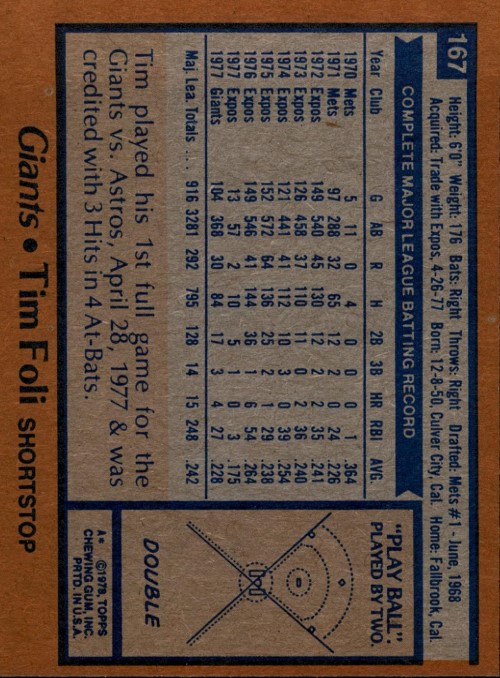 167
Height: 6'0" Weight: 176 Bats: Right Throws: Right Drafted: Mets #1 - June, 1968
Acquired: Trade with Expos, 4-26-77 Born: 12-8-50, Culver City, Cal. Home: Fallbrook, Cal.
COMPLETE MAJOR LEAGUE BATTING RECORD
Year Club G AB R H 2B 3B HR RBI AVG.
1970 Mets 5 11 0 4 0 0 0 1 .364
1971 Mets 97 288 32 65 12 2 0 24 .226
1972 Expos 149 540 45 130 12 2 2 35 .241
1973 Expos 126 458 37 110 11 0 2 36 .240
1974 Expos 121 441 41 112 10 3 0 39 .254
1975 Expos 152 572 64 136 25 2 1 29 .238
1976 Expos 149 546 41 144 36 1 6 54 .264
1977 Expos 13 57 2 10 5 1 0 3 .175
1977 Giants 104 368 30 84 17 3 4 27 .228
Maj. Lea. Totals . . . 916 3281 292 795 128 14 15 248 .242
Tim played his 1st full game for the
Giants vs. Astros, April 28, 1977 & was
credited with 3 Hits in 4 At-Bats.
"PLAY BALL":
PLAYED BY TWO.
DOUBLE
A* ©1978, TOPPS
CHEWING GUM, INC.
PRTD. IN U.S.A.
Giants • Tim Foli SHORTSTOP